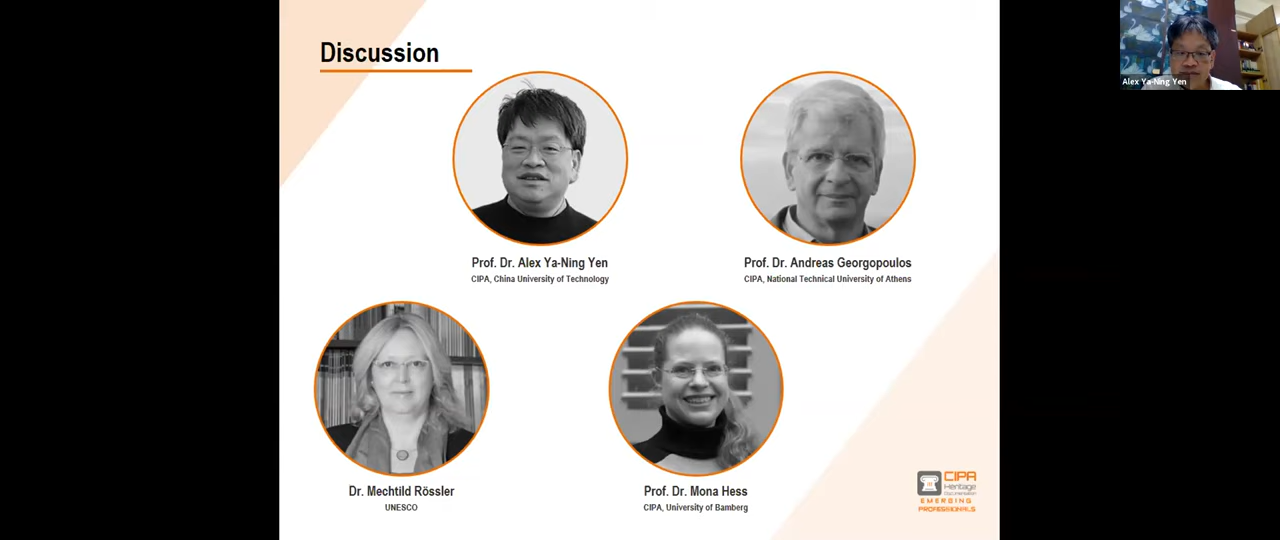 Discussion
Alex Ya-Ning Yen
Prof. Dr. Alex Ya-Ning Yen
CIPA, China University of Technology
Prof. Dr. Andreas Georgopoulos
CIPA, National Technical University of Athens
Dr. Mechtild Rössler
UNESCO
Prof. Dr. Mona Hess
CIPA, University of Bamberg
CIPA
Heritage
Documentation
EMERGING
PROFESSIONALS